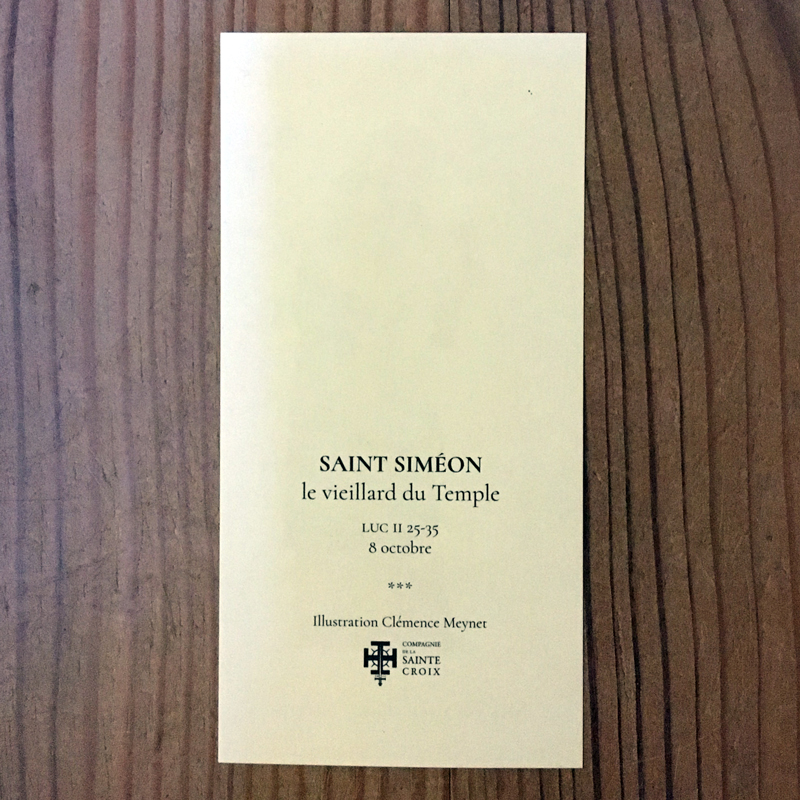 SAINT SIMÉON
le vieillard du Temple
LUC II 25-35
8 octobre
***
Illustration Clémence Meynet
COMPAGNIE
DE LA
SAINTE
CROIX